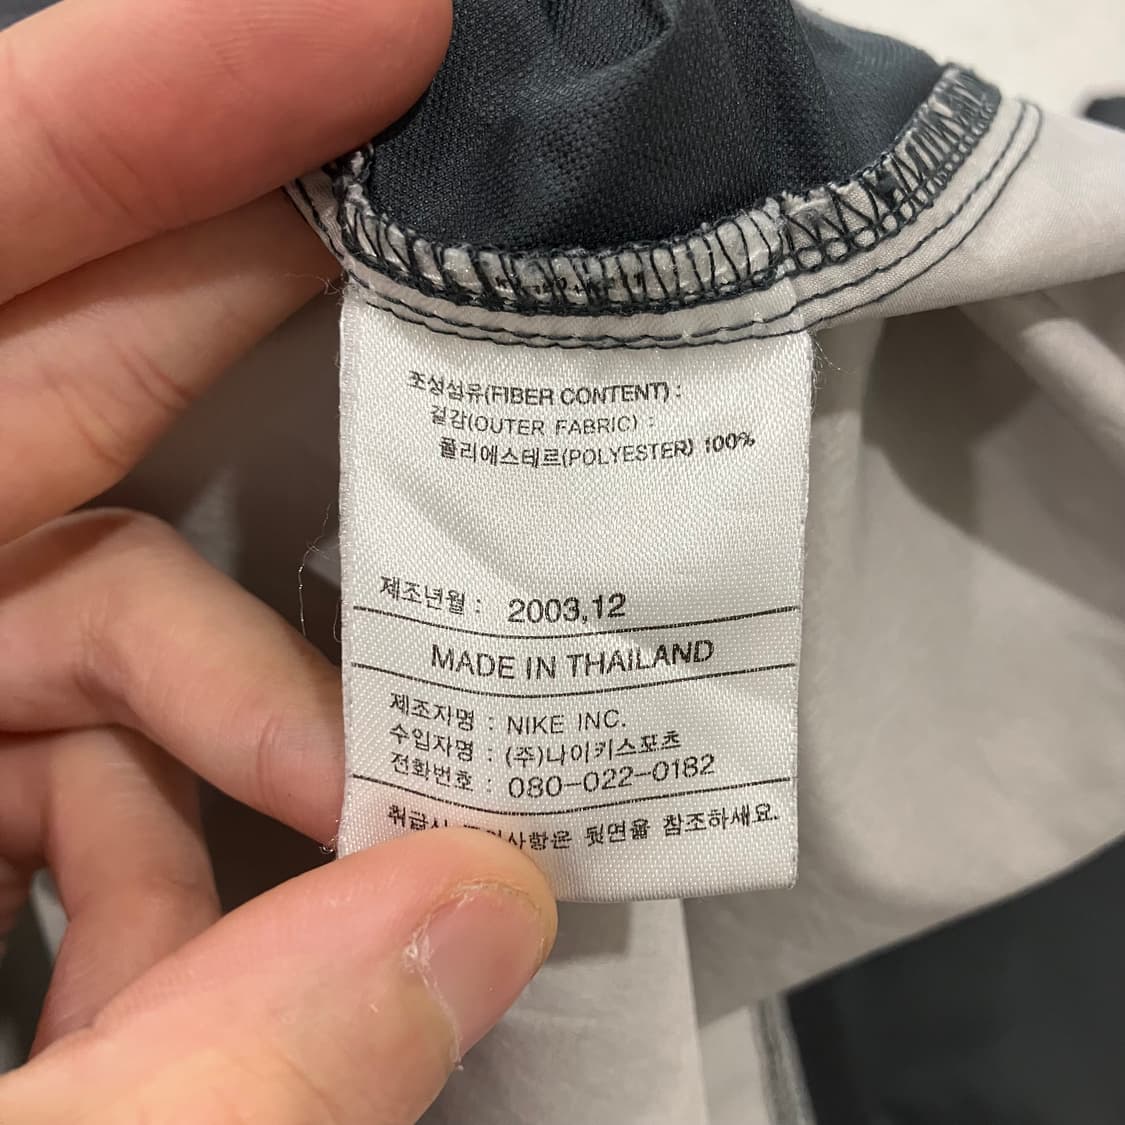 조성섬유(FIBER CONTENT) :
겉감(OUTER FABRIC) :
폴리에스테르(POLYESTER) 100%
제조년월 : 2003,12
MADE IN THAILAND
제조자명 : NIKE INC.
수입자명 : (주)나이키스포츠
전화번호 : 080-022-0182
취급시 뒷면을 참조하세요.